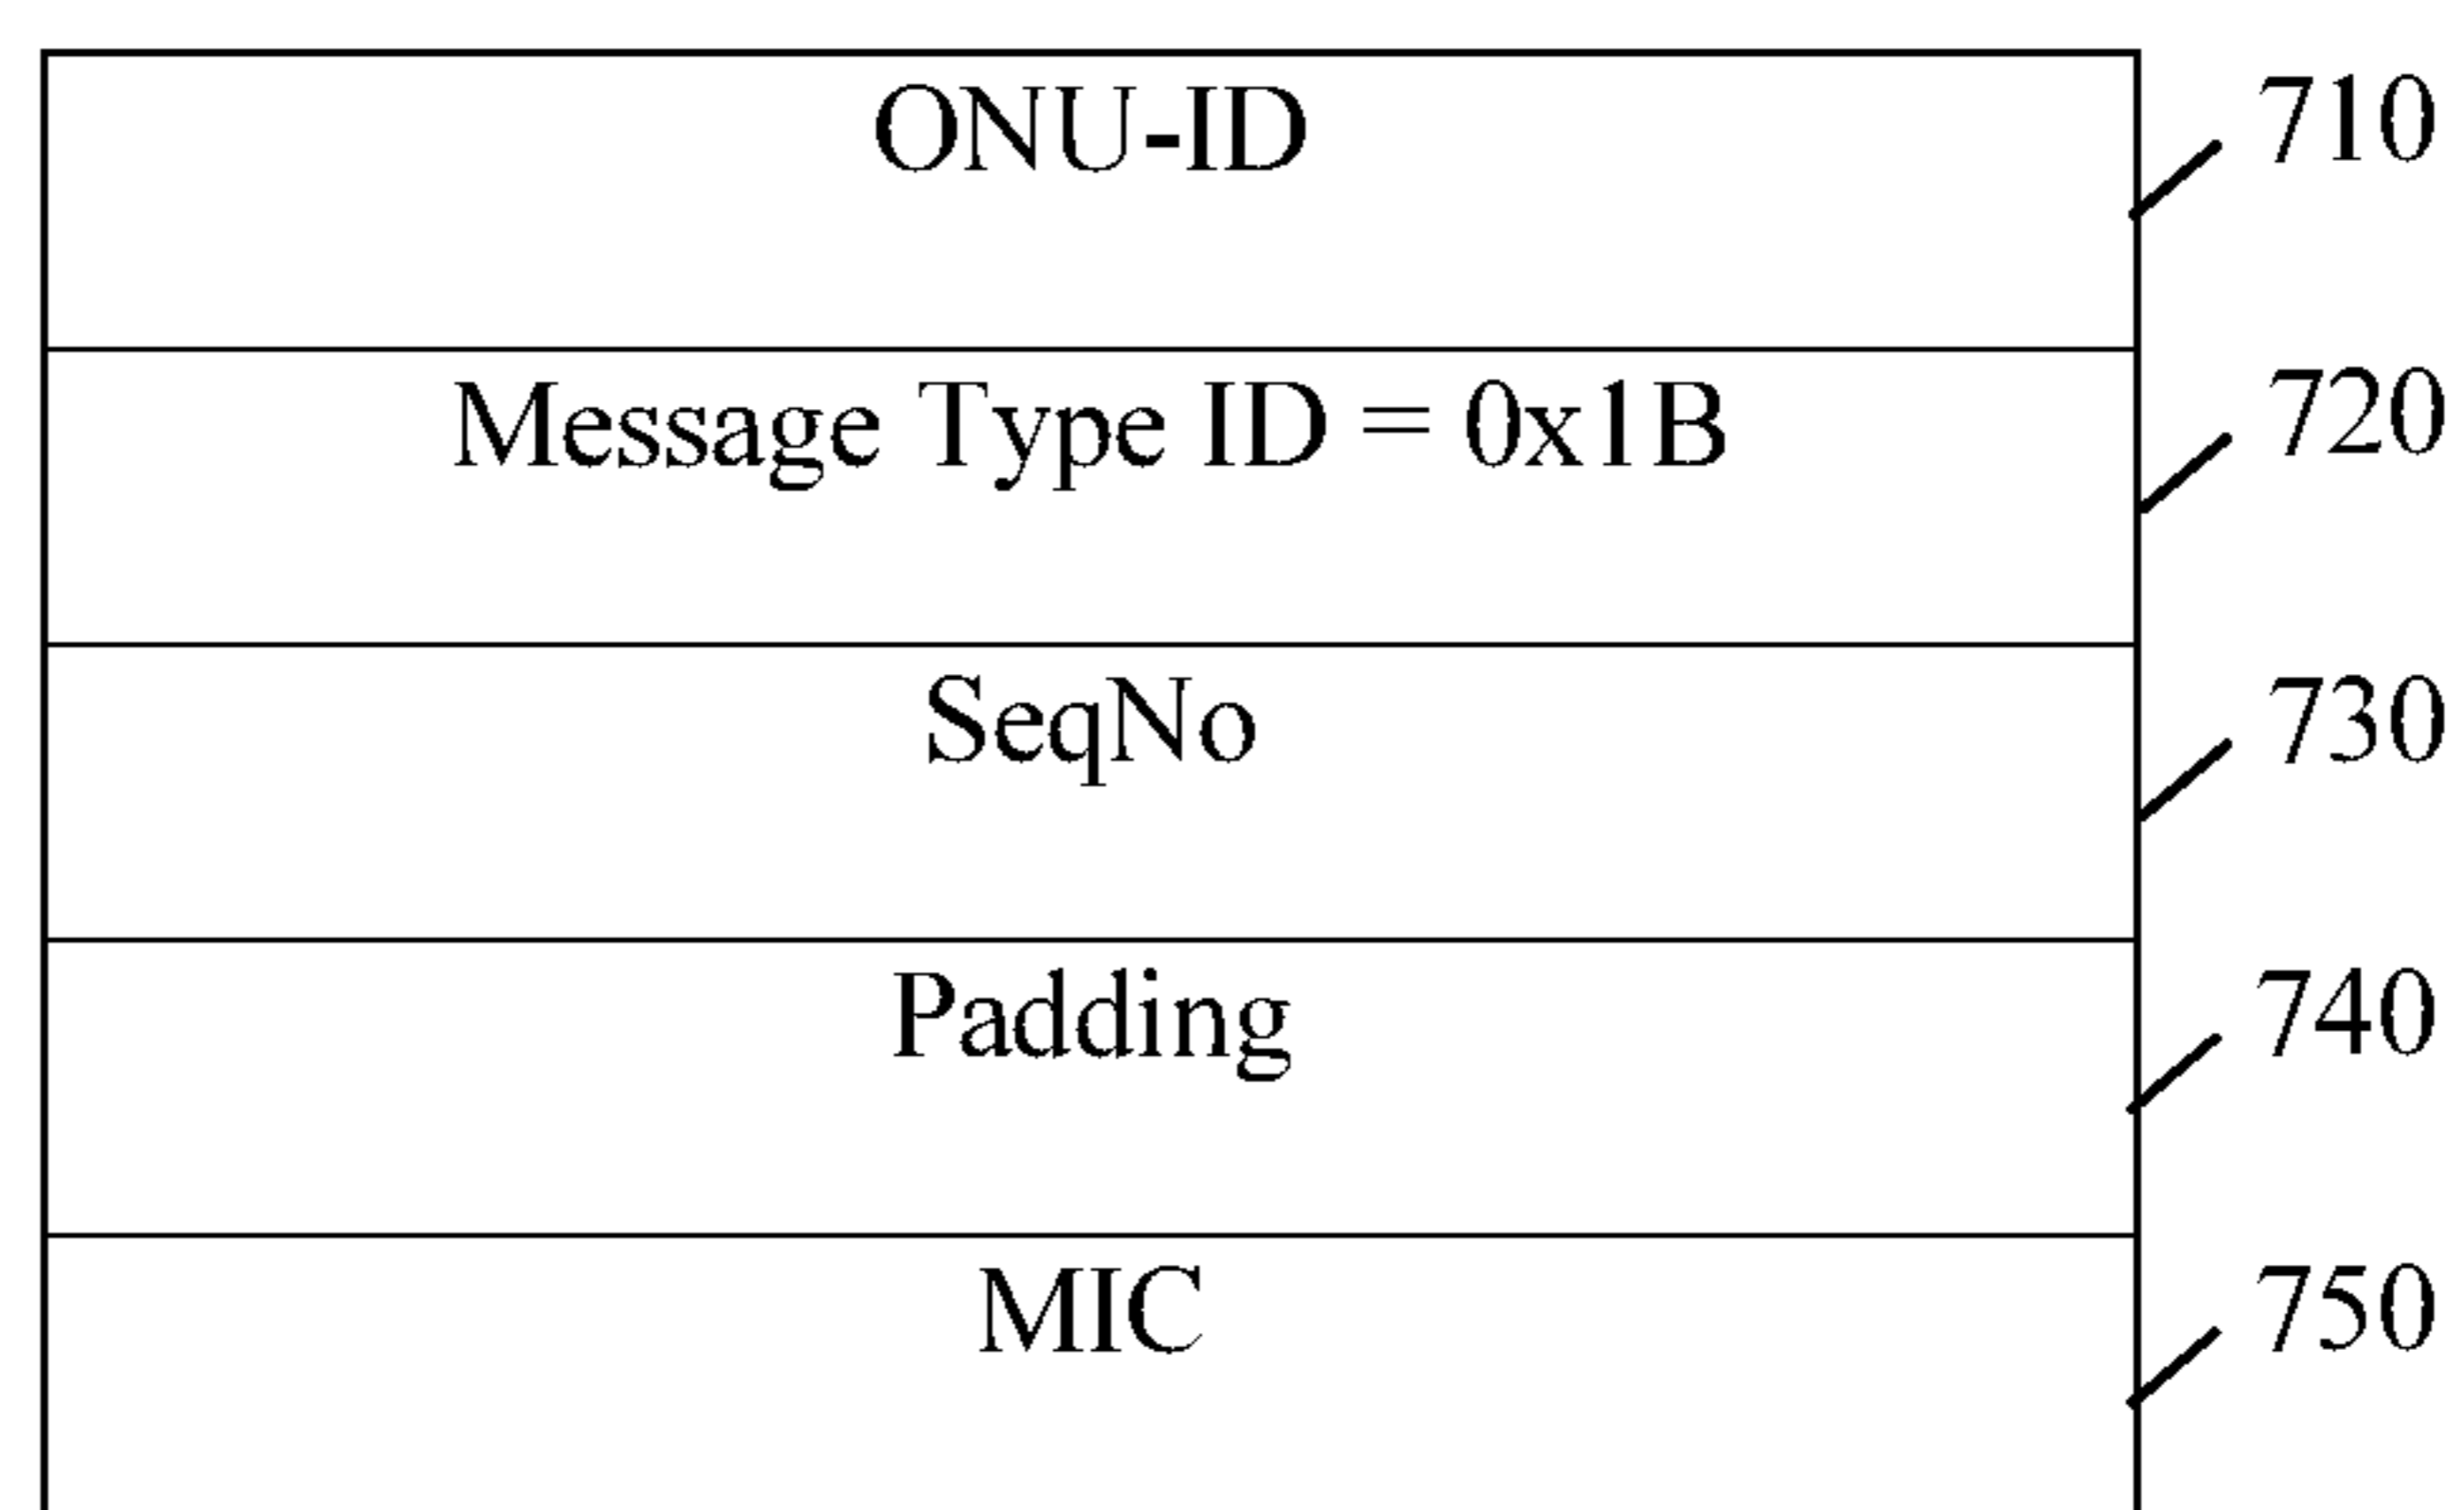 ONU-ID 710
Message Type ID = 0x1B 720
SeqNo 730
Padding 740
MIC 750